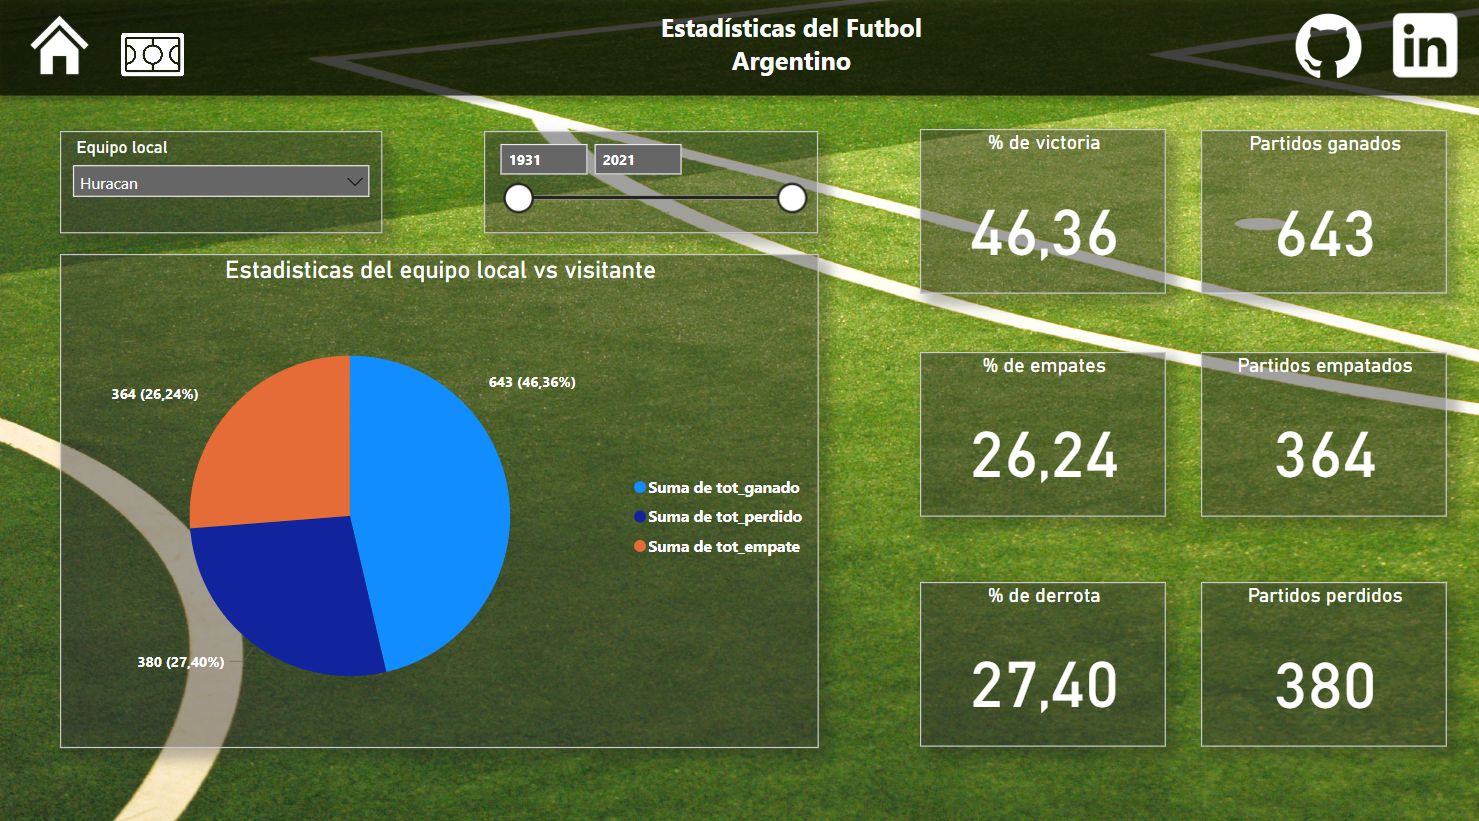 Estadísticas del Futbol
Argentino
in
Equipo local
Huracan
1931
2021
% de victoria
46,36
Partidos ganados
643
Estadisticas del equipo local vs visitante
364 (26,24%)
643 (46,36%)
380 (27,40%)
Suma de tot_ganado
Suma de tot_perdido
Suma de tot_empate
% de empates
26,24
Partidos empatados
364
% de derrota
27,40
Partidos perdidos
380